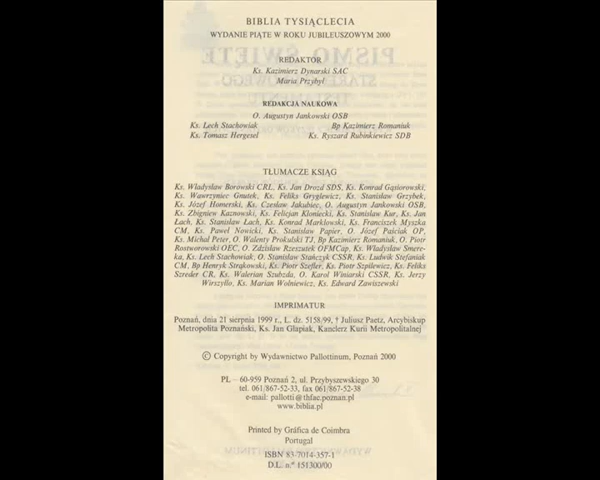 BIBLIA TYSIĄCLECIA
WYDANIE PIĄTE W ROKU JUBILEUSZOWYM 2000
REDAKTOR
Ks. Kazimierz Dynarski SAC
Maria Przybył
REDAKCJA NAUKOWA
O. Augustyn Jankowski OSB
Ks. Lech Stachowiak Bp Kazimierz Romaniuk
Ks. Tomasz Hergesel Ks. Ryszard Rubinkiewicz SDB
TŁUMACZE KSIĄG
Ks. Władysław Borowski CRL, Ks. Jan Drozd SDS, Ks. Konrad Gąsiorowski,
Ks. Wawrzyniec Gnutek, Ks. Feliks Gryglewicz, Ks. Stanisław Grzybek,
Ks. Józef Homerski, Ks. Czesław Jakubiec, O. Augustyn Jankowski OSB,
Ks. Zbigniew Kaznowski, Ks. Felicjan Kłoniecki, Ks. Stanisław Kur, Ks. Jan
Łach, Ks. Stanisław Łach, Ks. Konrad Marklowski, Ks. Franciszek Myszka
CM, Ks. Paweł Nowicki, Ks. Stanisław Papier, O. Józef Paściak OP,
Ks. Michał Peter, O. Walenty Prokulski TJ, Bp Kazimierz Romaniuk, O. Piotr
Rostworowski OEC, O. Zdzisław Rzeszutek OFMCap, Ks. Władysław Smere-
ka, Ks. Lech Stachowiak, O. Stanisław Stańczyk CSSR, Ks. Ludwik Stefaniak
CM, Bp Henryk Strąkowski, Ks. Piotr Szefler, Ks. Piotr Szpilewicz, Ks. Feliks
Szreder CR, Ks. Walerian Szubzda, O. Karol Winiarski CSSR, Ks. Jerzy
Wirszyłło, Ks. Marian Wolniewicz, Ks. Edward Zawiszewski
IMPRIMATUR
Poznań, dnia 21 sierpnia 1999 r., L. dz. 5158/99, † Juliusz Paetz, Arcybiskup
Metropolita Poznański, Ks. Jan Glapiak, Kanclerz Kurii Metropolitalnej
© Copyright by Wydawnictwo Pallottinum, Poznań 2000
PL – 60-959 Poznań 2, ul. Przybyszewskiego 30
tel. 061/867-52-33, fax 061/867-52-38
e-mail: pallotti@thfae.poznan.pl
www.biblia.pl
Printed by Gráfica de Coimbra
Portugal
ISBN 83-7014-357-1
D.L. n.º 151300/00